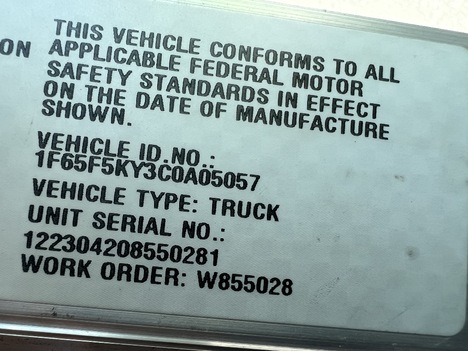 THIS VEHICLE CONFORMS TO ALL
ON APPLICABLE FEDERAL MOTOR
SAFETY STANDARDS IN EFFECT
ON THE DATE OF MANUFACTURE
SHOWN.
VEHICLE ID.NO.:
1F65F5KY3C0A05057
VEHICLE TYPE: TRUCK
UNIT SERIAL NO.:
122304208550281
WORK ORDER: W855028